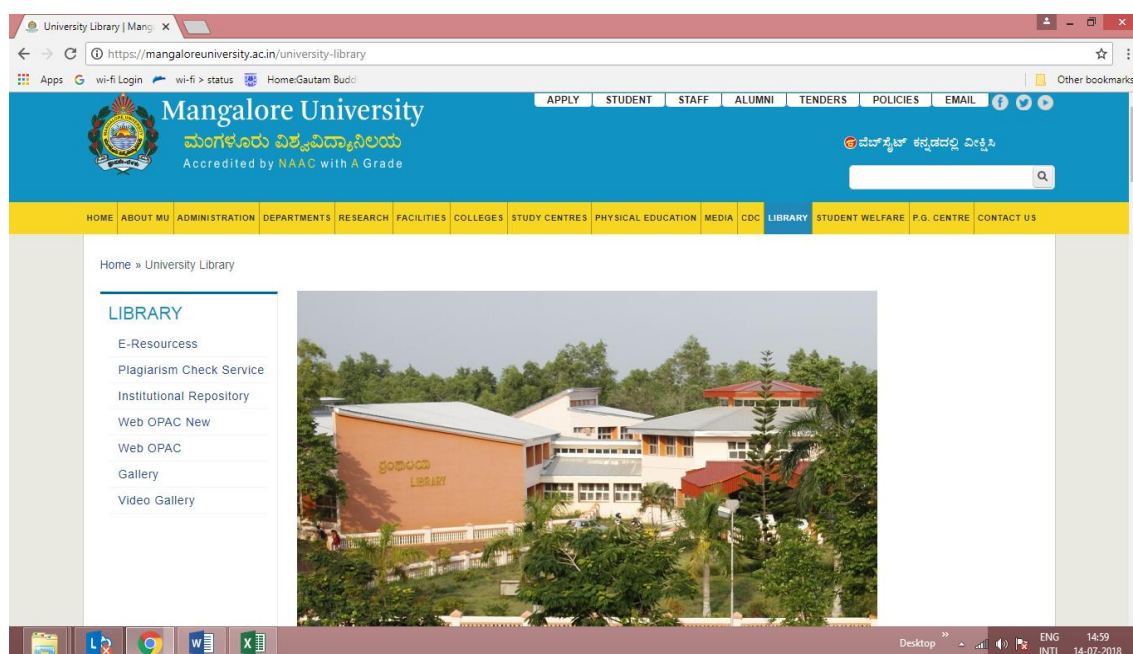 University Library | Mang
https://mangaloreuniversity.ac.in/university-library
Apps wi-fi Login wi-fi > status Home:Gautam Budd Other bookmarks
APPLY STUDENT STAFF ALUMNI TENDERS POLICIES EMAIL
Mangalore University
ಮಂಗಳೂರು ವಿಶ್ವವಿದ್ಯಾನಿಲಯ
Accredited by NAAC with A Grade
ವೆಬ್‌ಸೈಟ್ ಕನ್ನಡದಲ್ಲಿ ವೀಕ್ಷಿಸಿ
HOME ABOUT MU ADMINISTRATION DEPARTMENTS RESEARCH FACILITIES COLLEGES STUDY CENTRES PHYSICAL EDUCATION MEDIA CDC LIBRARY STUDENT WELFARE P.G. CENTRE CONTACT US
Home » University Library
LIBRARY
E-Resourcess
Plagiarism Check Service
Institutional Repository
Web OPAC New
Web OPAC
Gallery
Video Gallery
ಗ್ರಂಥಾಲಯ
LIBRARY
Desktop
ENG
INTL
14:59
14-07-2018